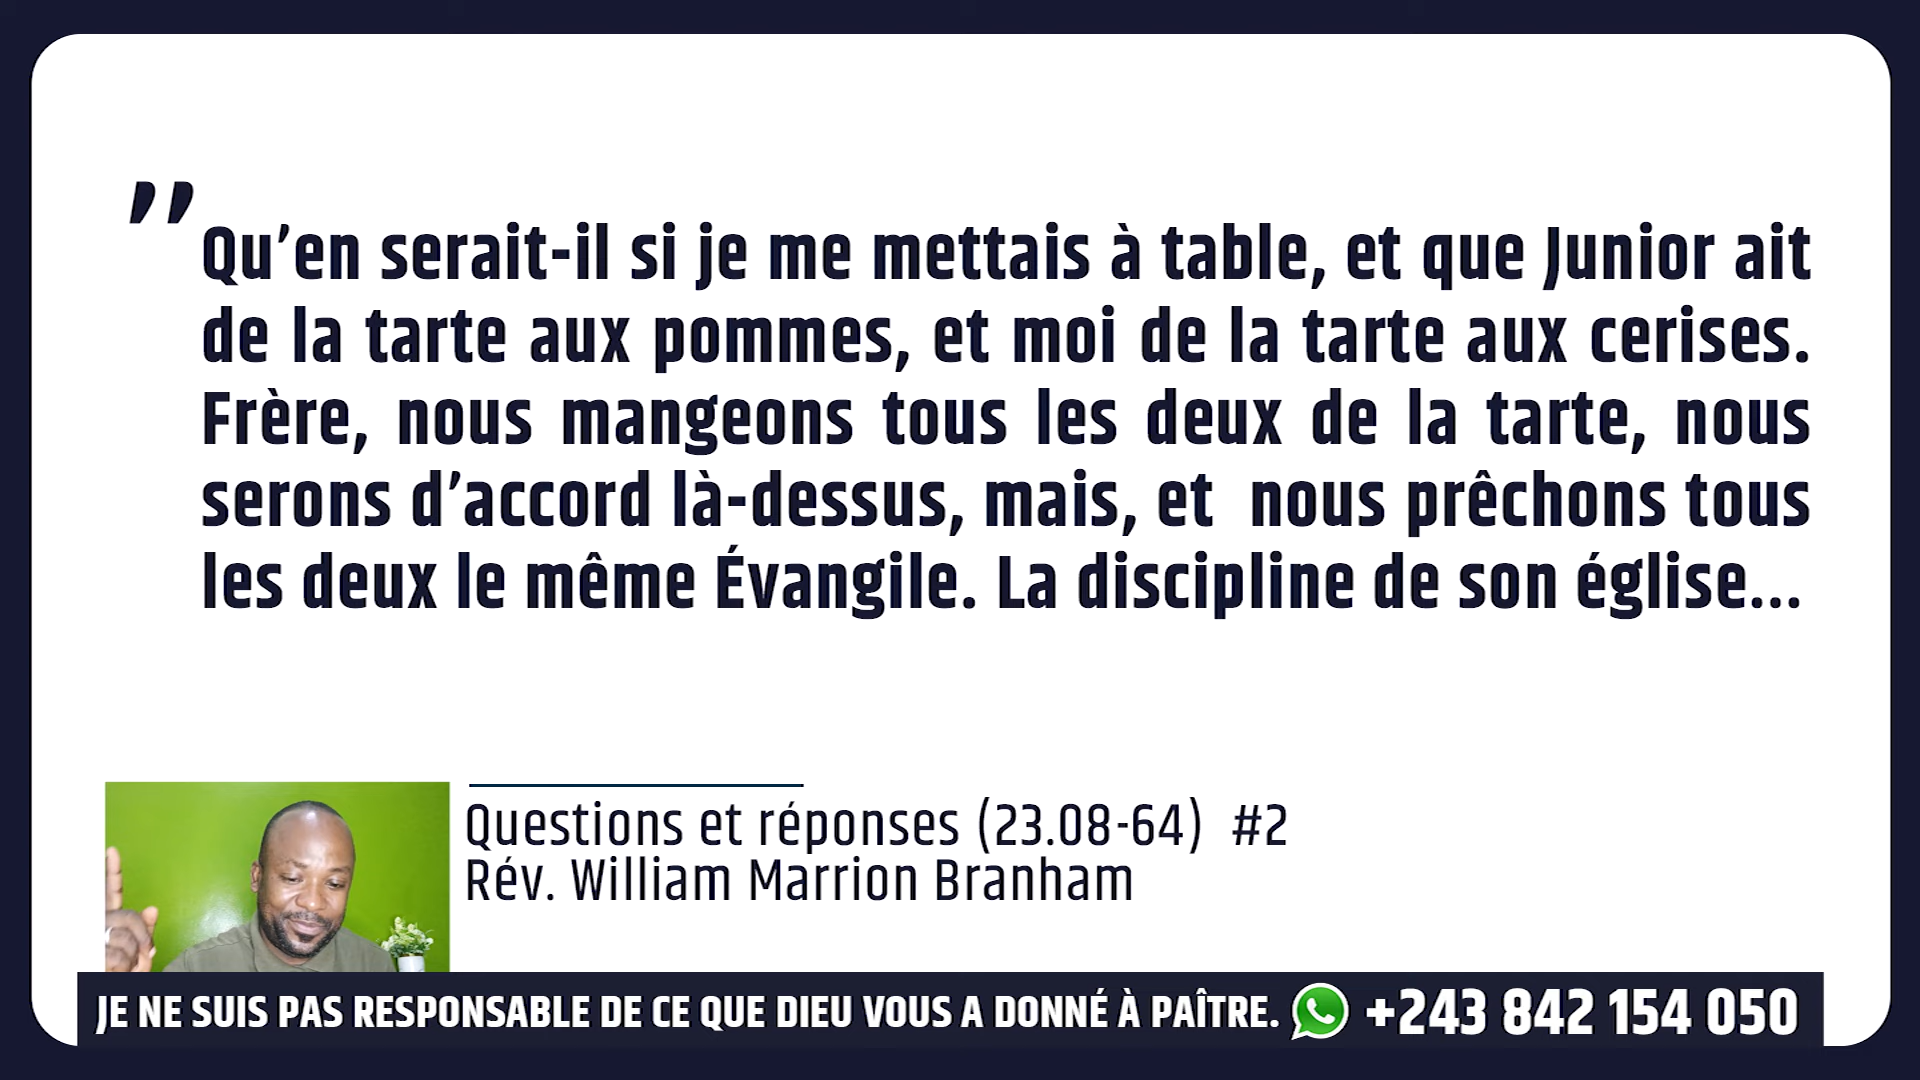 ”
Qu’en serait-il si je me mettais à table, et que Junior ait
de la tarte aux pommes, et moi de la tarte aux cerises.
Frère, nous mangeons tous les deux de la tarte, nous
serons d’accord là-dessus, mais, et  nous prêchons tous
les deux le même Évangile. La discipline de son église...
Questions et réponses (23.08-64)  #2
Rév. William Marrion Branham
JE NE SUIS PAS RESPONSABLE DE CE QUE DIEU VOUS A DONNÉ À PAÎTRE. +243 842 154 050